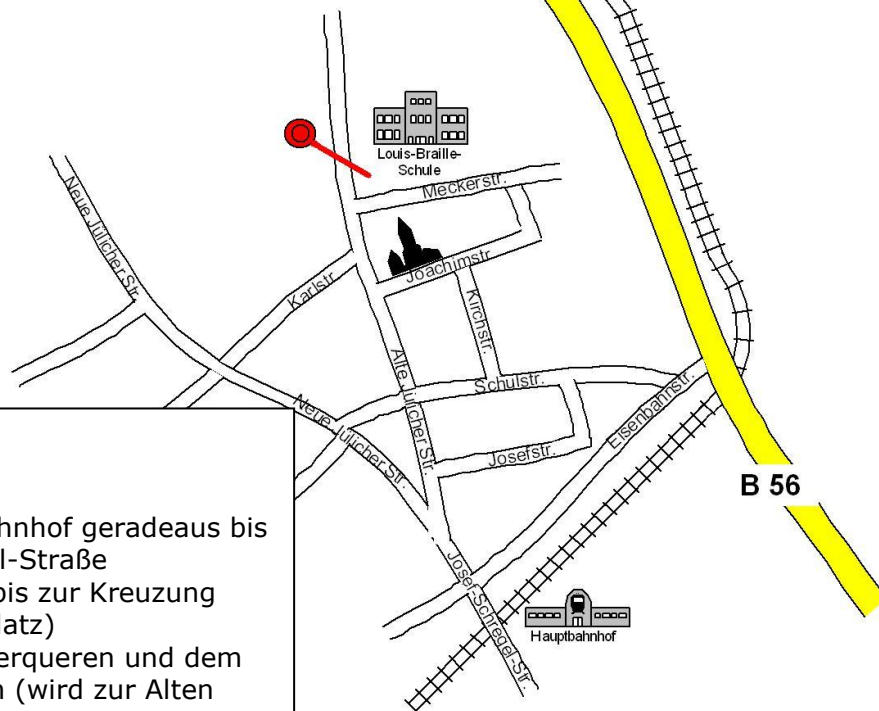 Louis-Braille-
Schule
Meckerstr.
Neue Jülicher Str.
Joachimstr
Karlstr.
Kirchstr.
Alte Jülicher Str.
Schulstr.
Eisenbahnstr.
Neue Jülicher Str.
Josefstr.
B 56
hnhof geradeaus bis
l-Straße
bis zur Kreuzung
latz)
erqueren und dem
n (wird zur Alten
Josef-Schregel-Str.
Hauptbahnhof